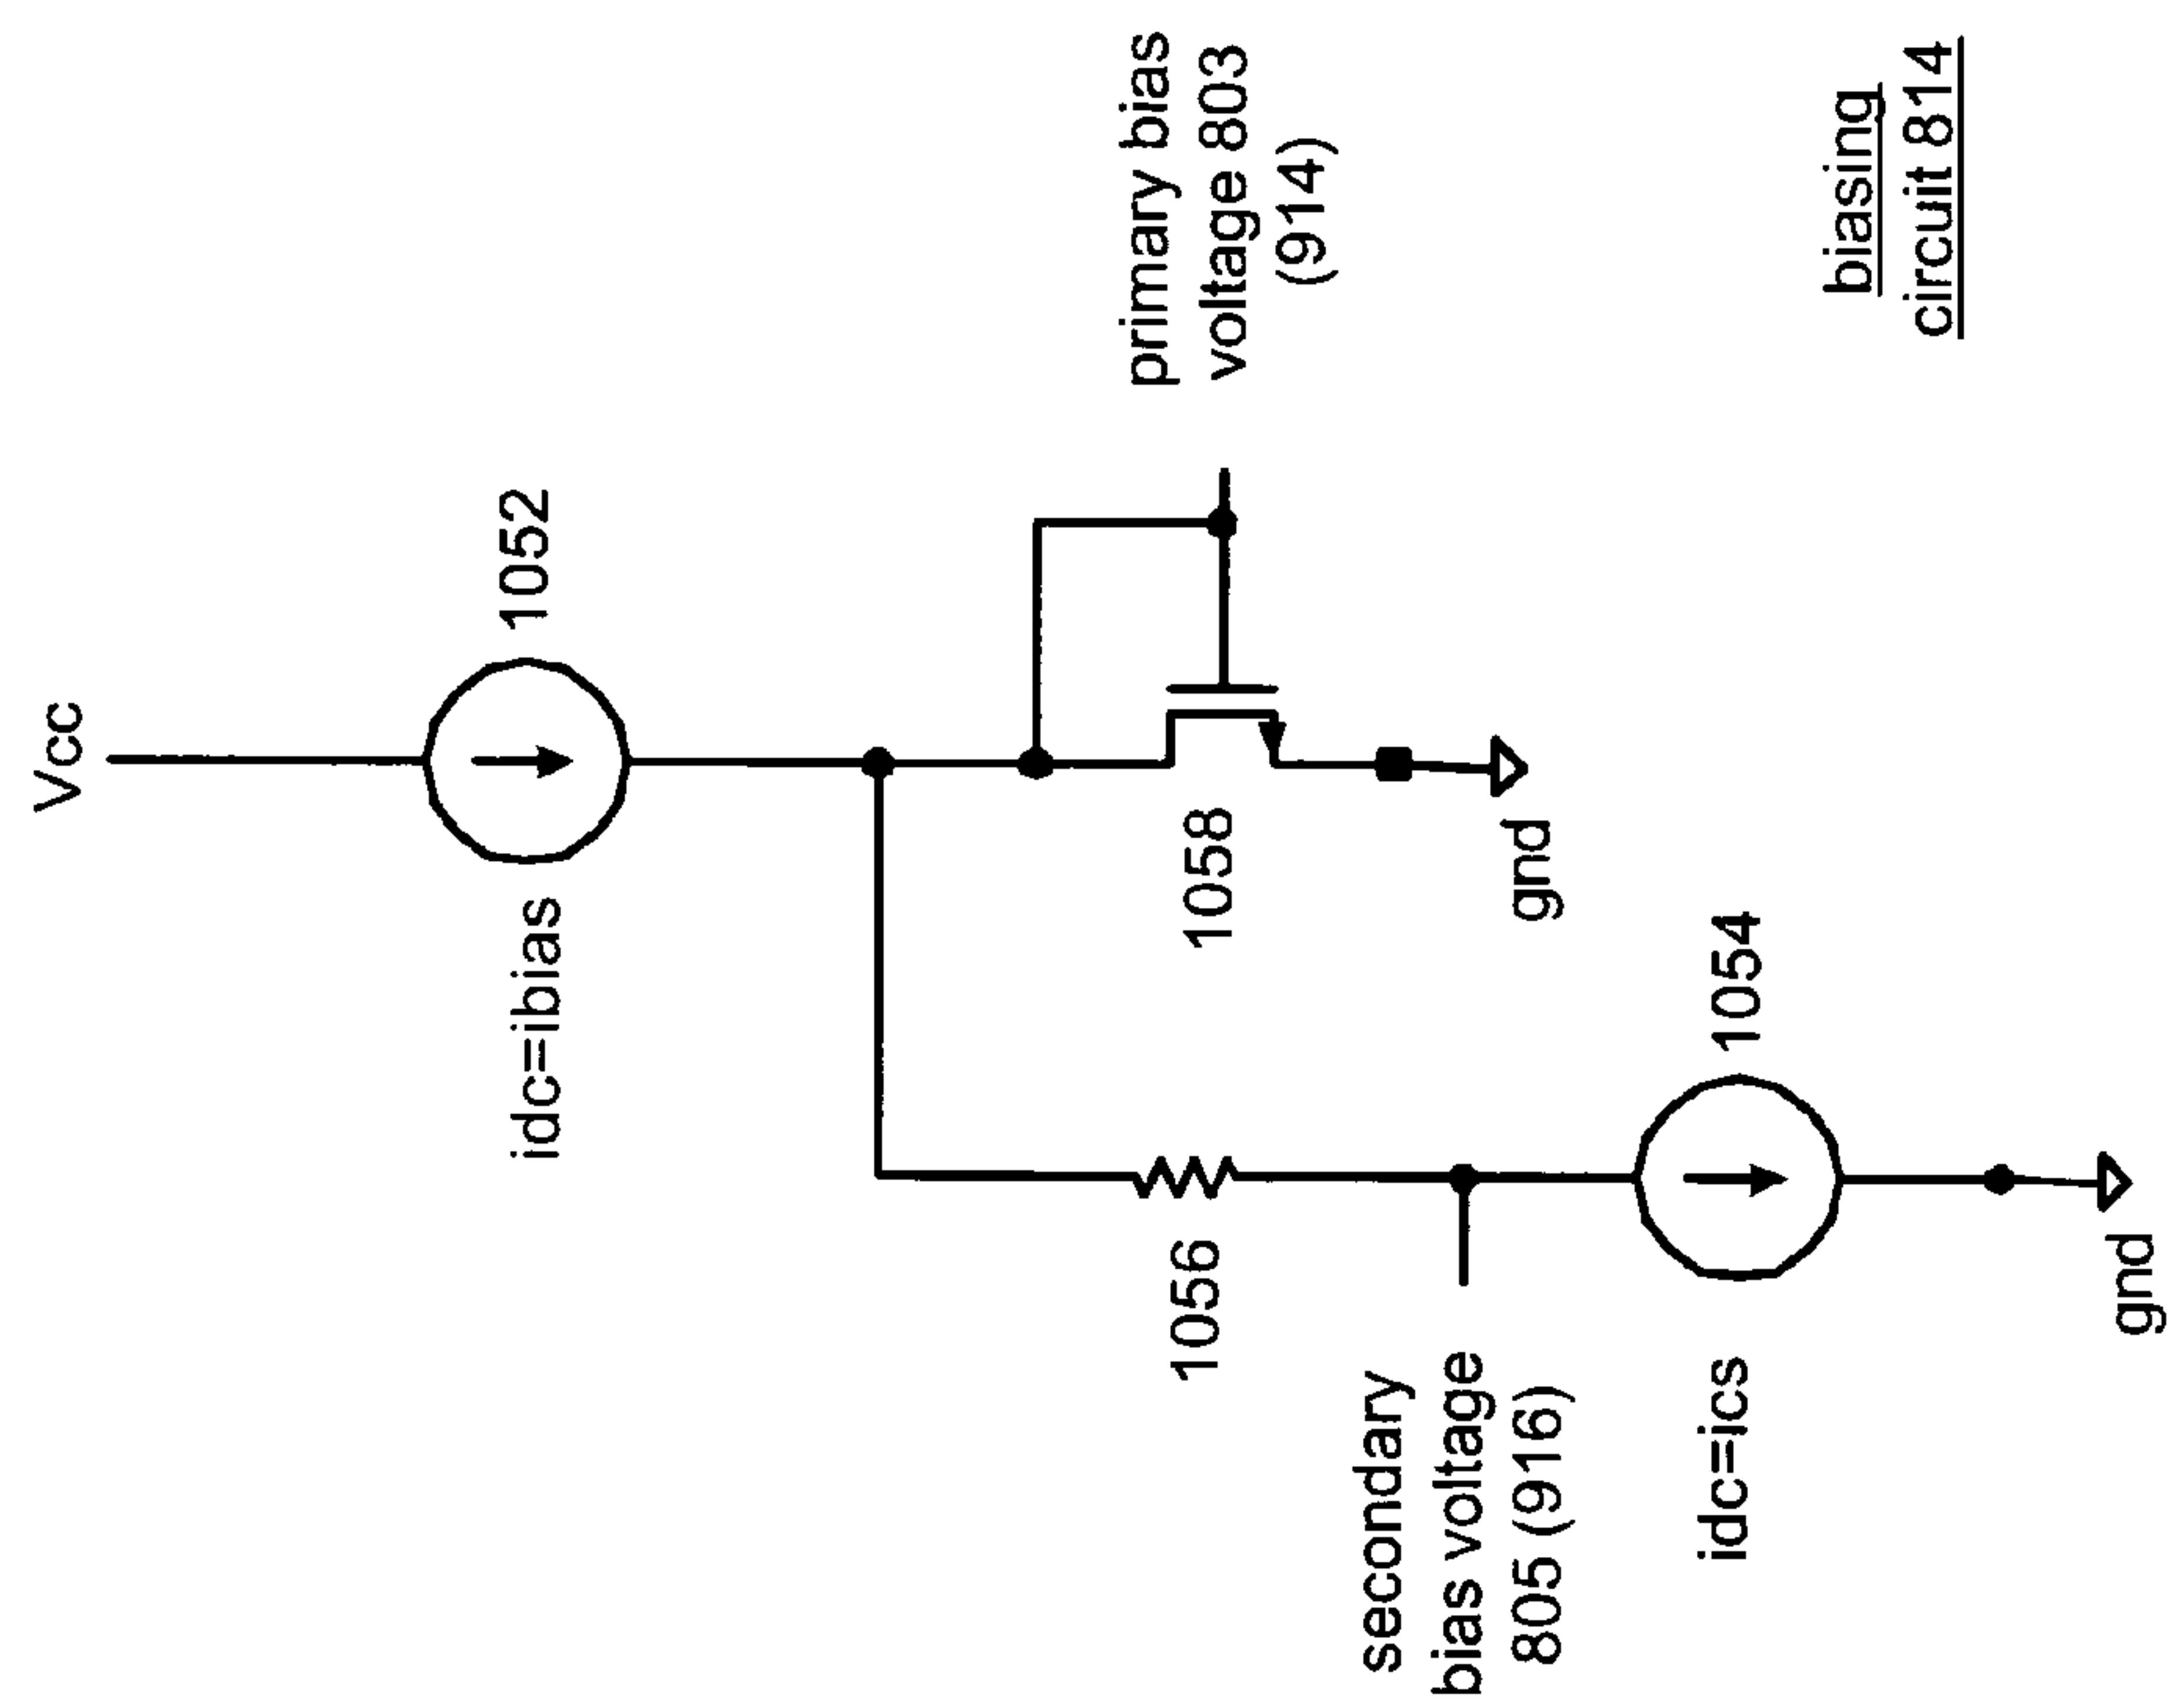 Vcc
idc=ibias
1052
primary bias
voltage 803
(914)
1056
1058
secondary
bias voltage
805 (916)
gnd
idc=ics
1054
gnd
biasing
circuit 814